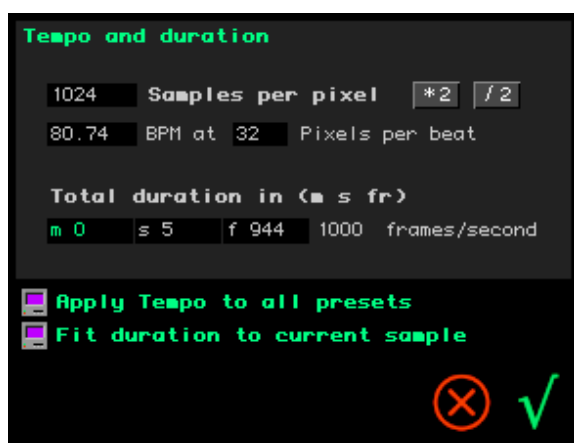 Tempo and duration
1024 Samples per pixel *2 /2
80.74 BPM at 32 Pixels per beat
Total duration in (m s fr)
m 0 s 5 f 944 1000 frames/second
Apply Tempo to all presets
Fit duration to current sample